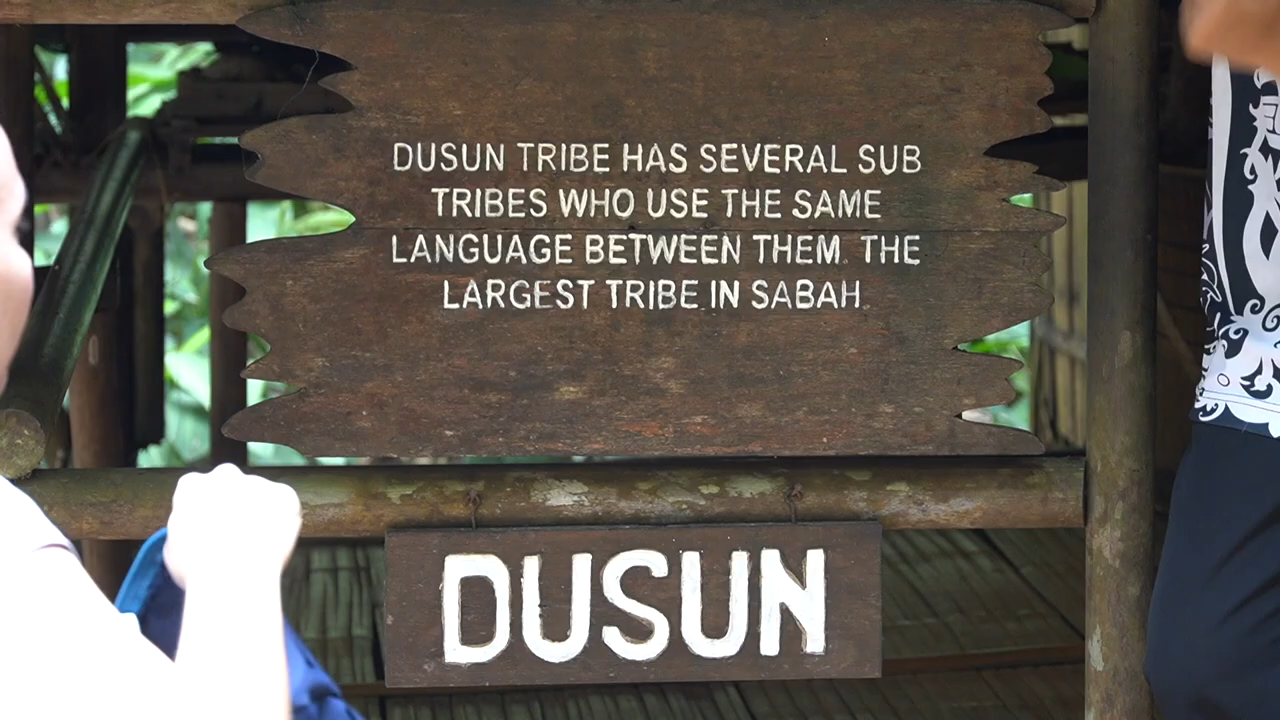 DUSUN TRIBE HAS SEVERAL SUB
TRIBES WHO USE THE SAME
LANGUAGE BETWEEN THEM. THE
LARGEST TRIBE IN SABAH.
DUSUN